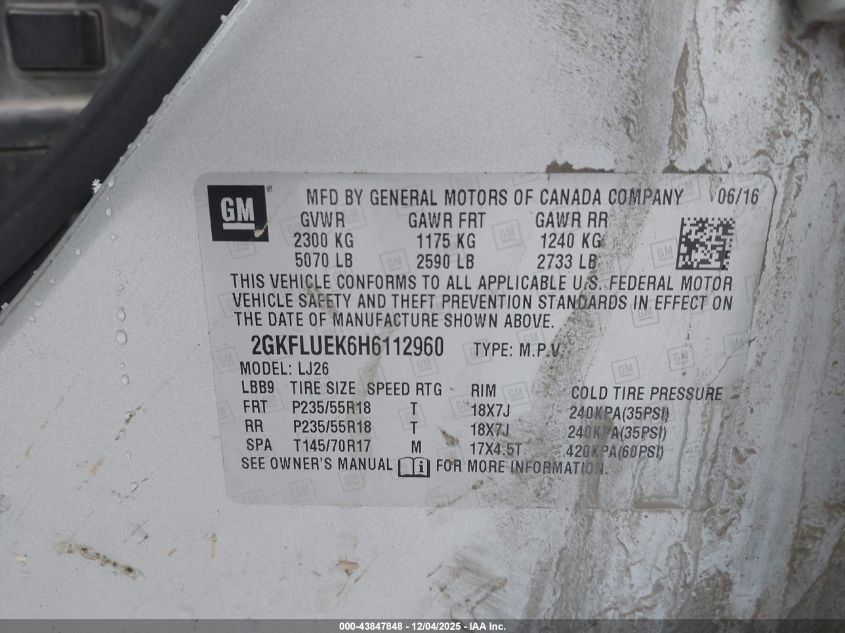 GM
MFD BY GENERAL MOTORS OF CANADA COMPANY 06/16
GVWR GAWR FRT GAWR RR
2300 KG 1175 KG 1240 KG
5070 LB 2590 LB 2733 LB
THIS VEHICLE CONFORMS TO ALL APPLICABLE U.S. FEDERAL MOTOR
VEHICLE SAFETY AND THEFT PREVENTION STANDARDS IN EFFECT ON
THE DATE OF MANUFACTURE SHOWN ABOVE.
2GKFLUEK6H6112960 TYPE: M.P.V
MODEL: LJ26
LBB9 TIRE SIZE SPEED RTG RIM COLD TIRE PRESSURE
FRT P235/55R18 T 18X7J 240KPA(35PSI)
RR P235/55R18 T 18X7J 240KPA(35PSI)
SPA T145/70R17 M 17X4.5T 420KPA(60PSI)
SEE OWNER'S MANUAL FOR MORE INFORMATION.
000-43847848 - 12/04/2025 - IAA Inc.